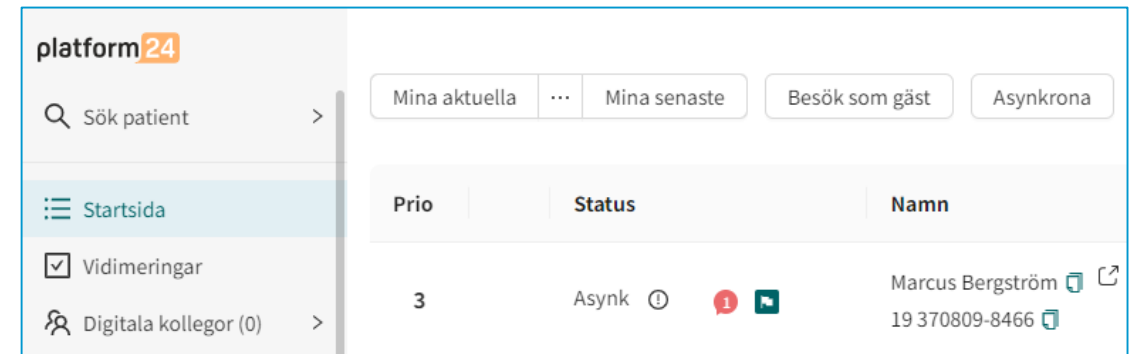 platform24
Sök patient
Startsida
Vidimeringar
Digitala kollegor (0)
Mina aktuella ... Mina senaste Besök som gäst Asynkrona
Prio Status Namn
3 Asynk 1 Marcus Bergström
19 370809-8466